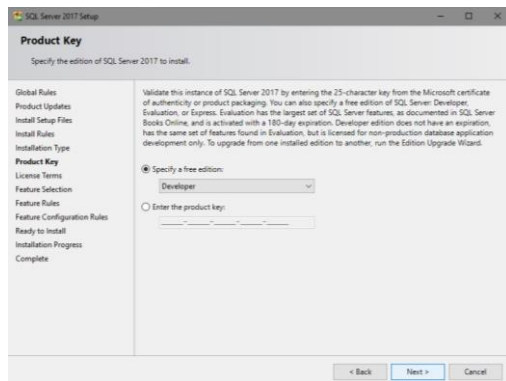 SQL Server 2017 Setup
Product Key
Specify the edition of SQL Server 2017 to install.
Global Rules
Product Updates
Install Setup Files
Install Rules
Installation Type
Product Key
License Terms
Feature Selection
Feature Rules
Feature Configuration Rules
Ready to Install
Installation Progress
Complete
Validate this instance of SQL Server 2017 by entering the 25-character key from the Microsoft certificate
of authenticity or product packaging. You can also specify a free edition of SQL Server: Developer,
Evaluation, or Express. Evaluation has the largest set of SQL Server features, as documented in SQL Server
Books Online, and is activated with a 180-day expiration. Developer edition does not have an expiration,
has the same set of features found in Evaluation, but is licensed for non-production database application
development only. To upgrade from one installed edition to another, run the Edition Upgrade Wizard.
Specify a free edition:
Developer
Enter the product key:
_____-_____-_____-_____-_____
< Back
Next >
Cancel